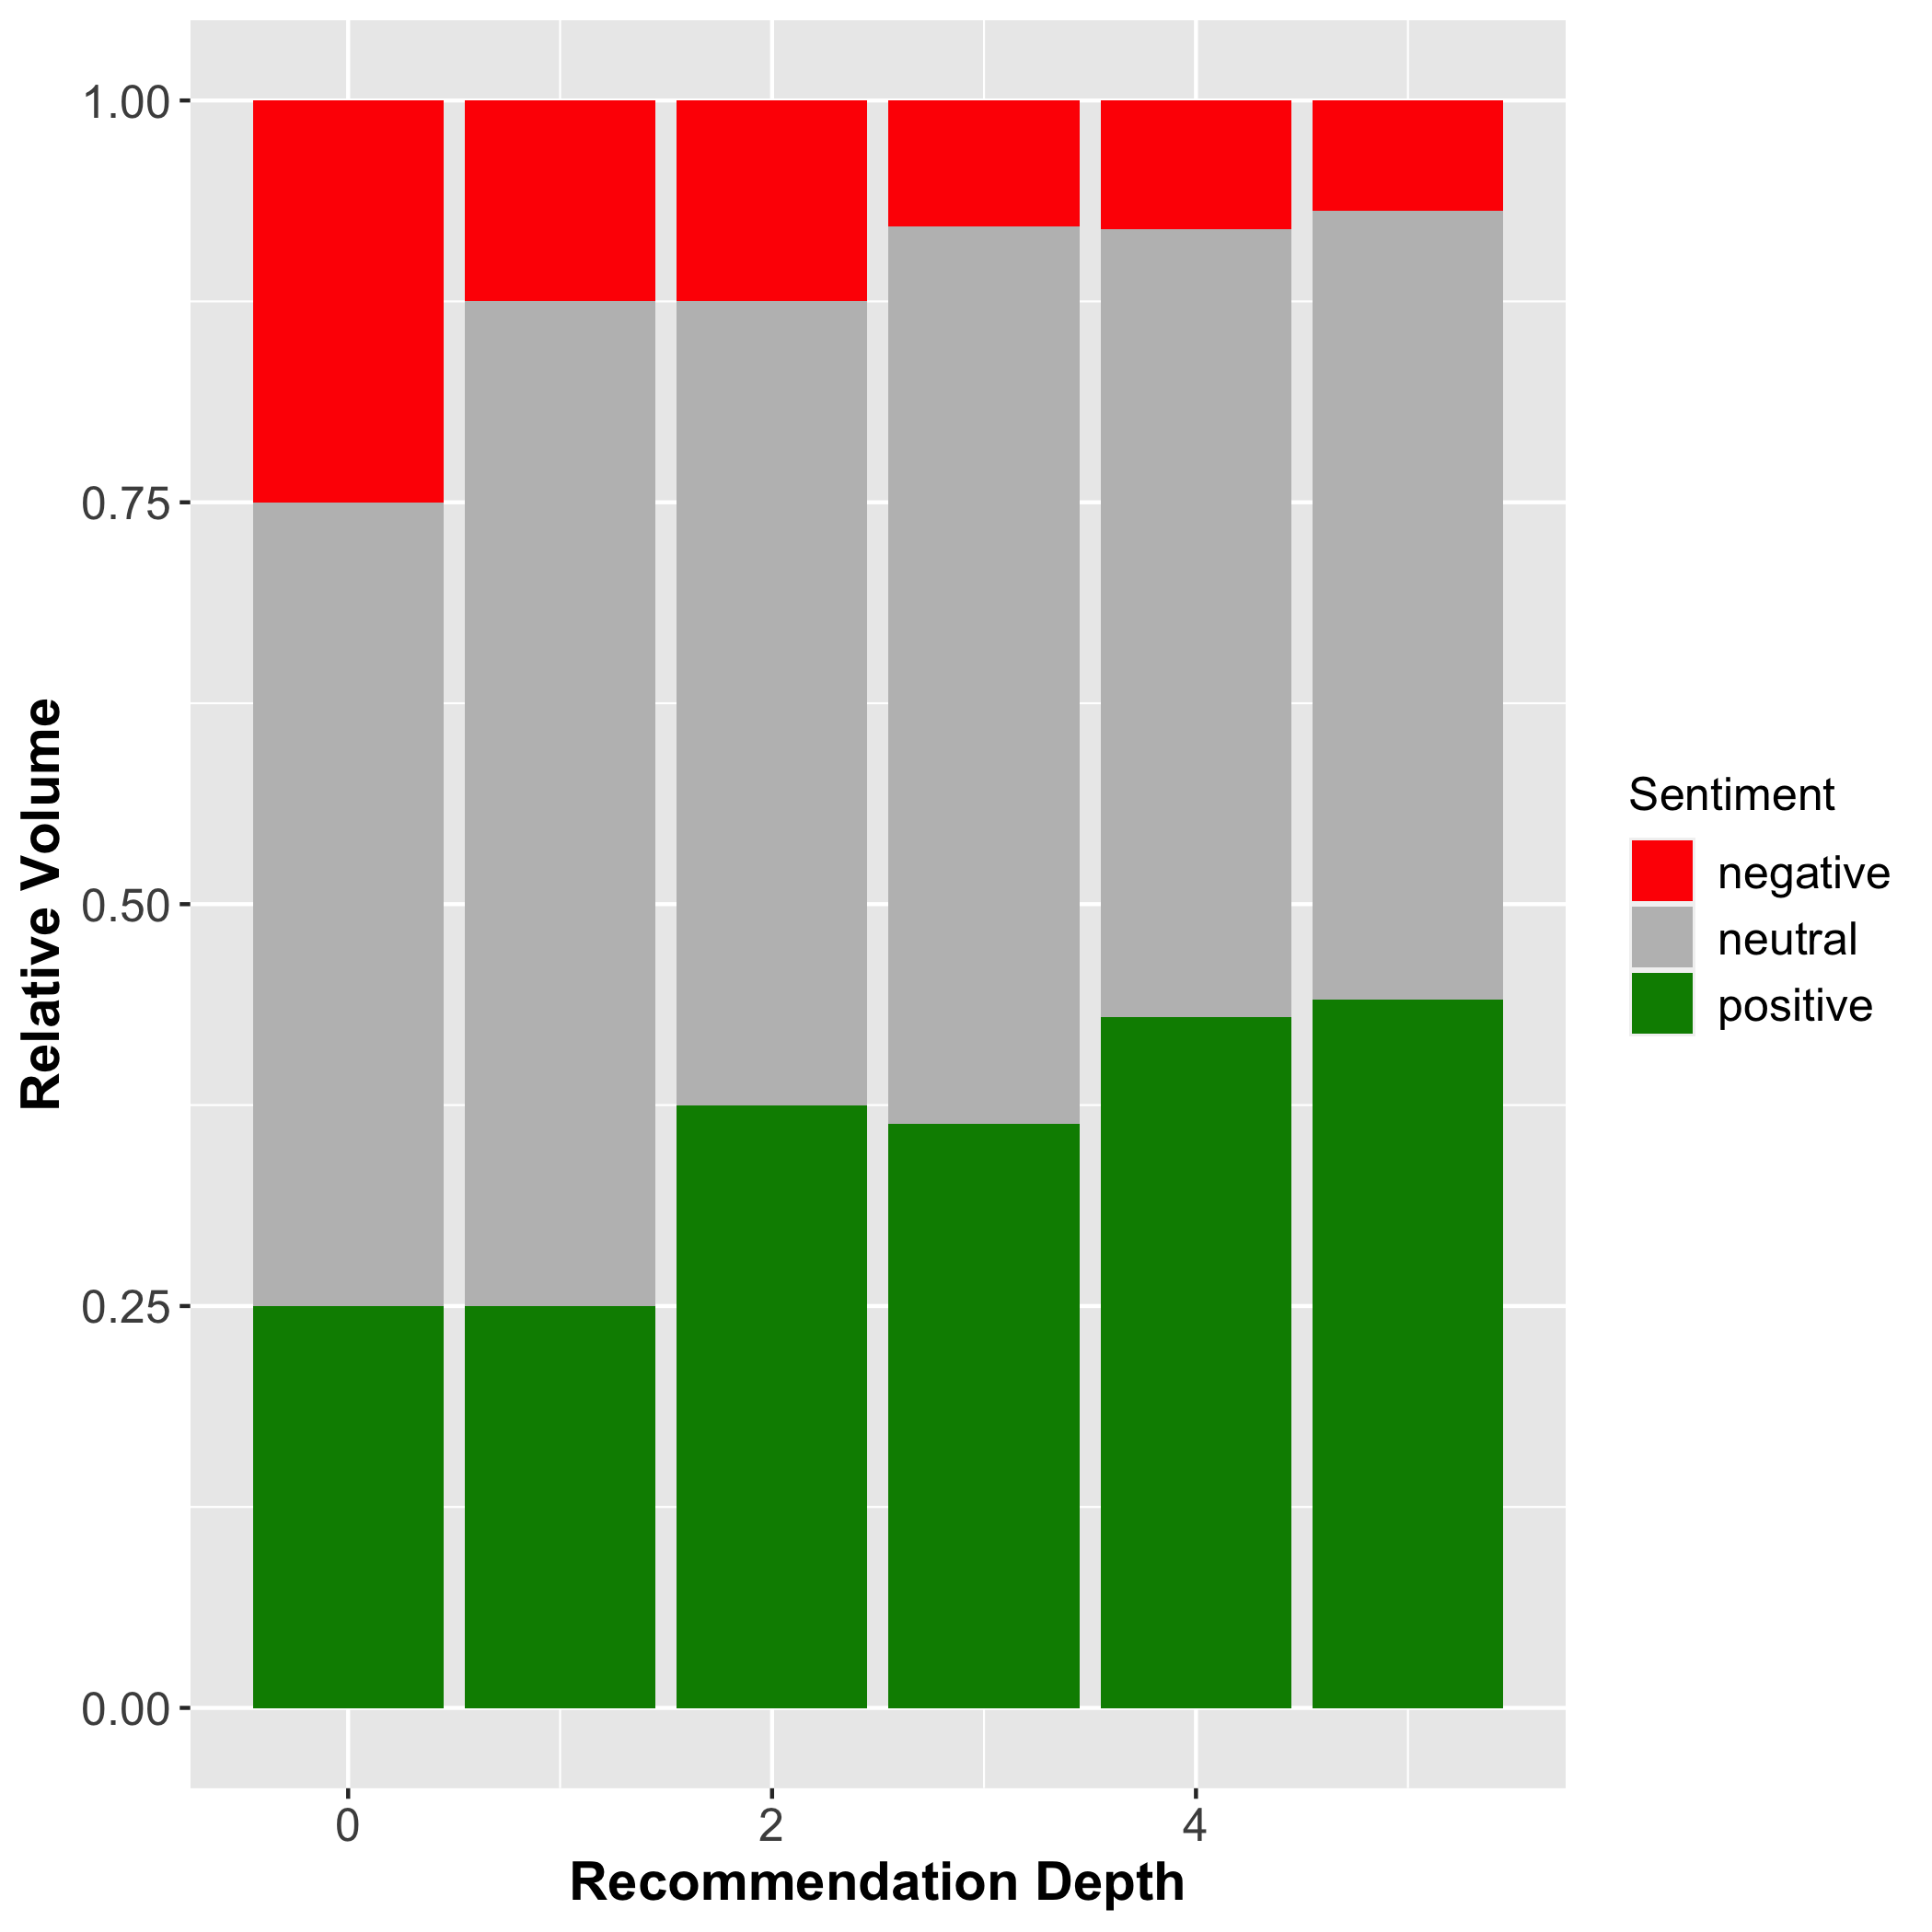 1.00
0.75
0.50
0.25
0.00
Relative Volume
0 2 4
Recommendation Depth
Sentiment
negative
neutral
positive